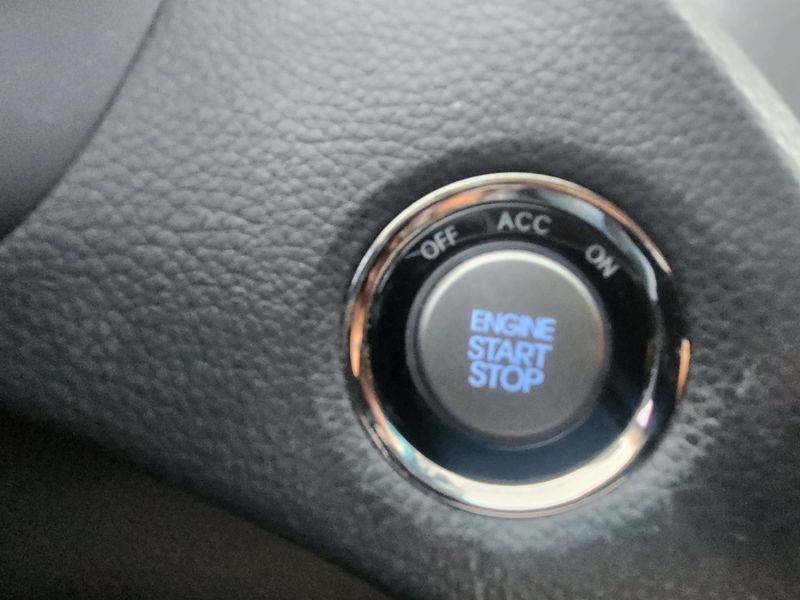 OFF ACC ON
ENGINE
START
STOP